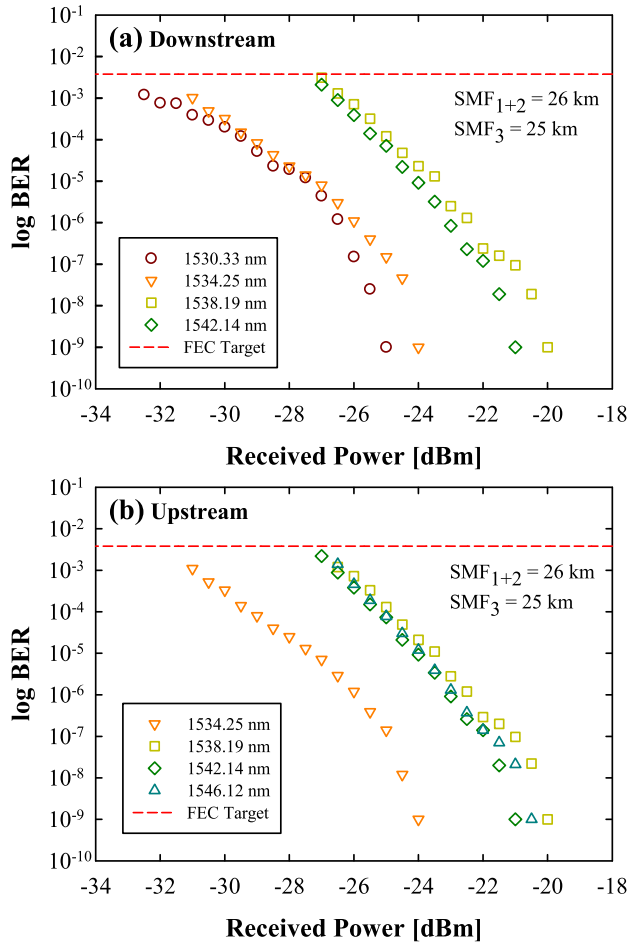 (a) Downstream
10⁻¹
10⁻²
10⁻³
10⁻⁴
10⁻⁵
10⁻⁶
10⁻⁷
10⁻⁸
10⁻⁹
10⁻¹⁰
log BER
SMF₁₊₂ = 26 km
SMF₃ = 25 km
1530.33 nm
1534.25 nm
1538.19 nm
1542.14 nm
FEC Target
-34 -32 -30 -28 -26 -24 -22 -20 -18
Received Power [dBm]
(b) Upstream
10⁻¹
10⁻²
10⁻³
10⁻⁴
10⁻⁵
10⁻⁶
10⁻⁷
10⁻⁸
10⁻⁹
10⁻¹⁰
log BER
SMF₁₊₂ = 26 km
SMF₃ = 25 km
1534.25 nm
1538.19 nm
1542.14 nm
1546.12 nm
FEC Target
-34 -32 -30 -28 -26 -24 -22 -20 -18
Received Power [dBm]